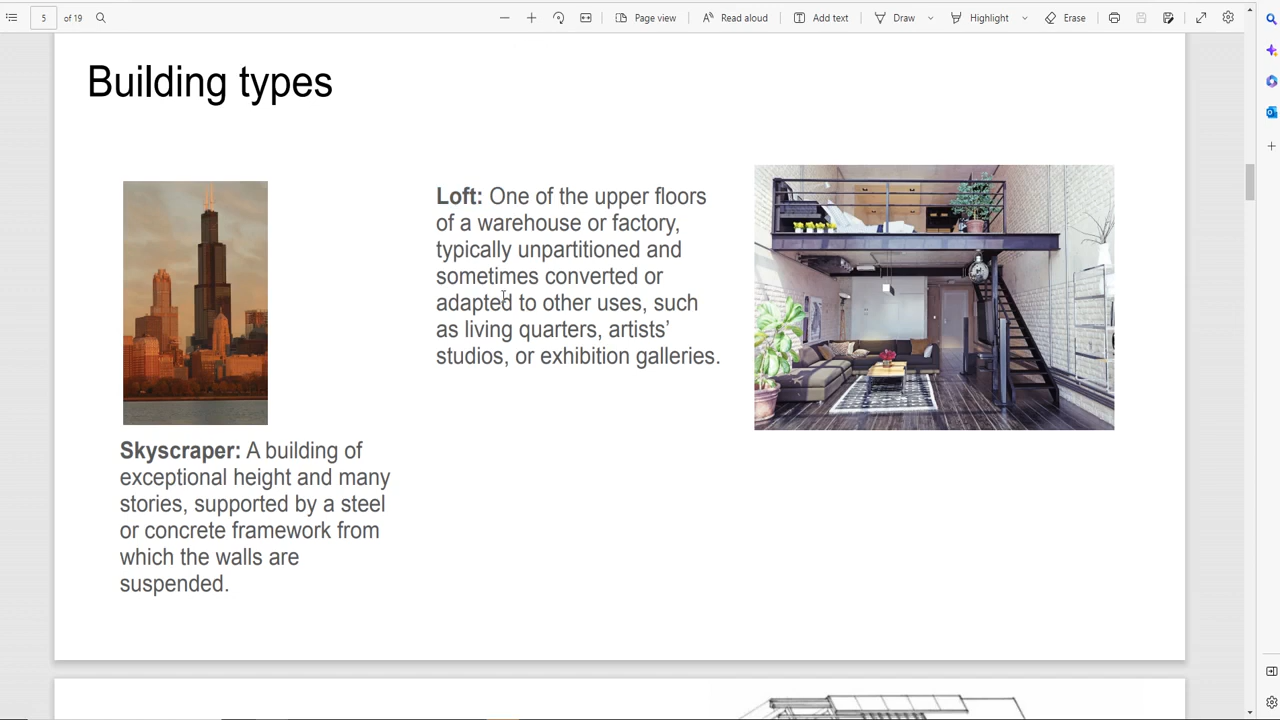 5 of 19
Page view
Read aloud
Add text
Draw
Highlight
Erase
Building types
Loft: One of the upper floors
of a warehouse or factory,
typically unpartitioned and
sometimes converted or
adapted to other uses, such
as living quarters, artists’
studios, or exhibition galleries.
Skyscraper: A building of
exceptional height and many
stories, supported by a steel
or concrete framework from
which the walls are
suspended.